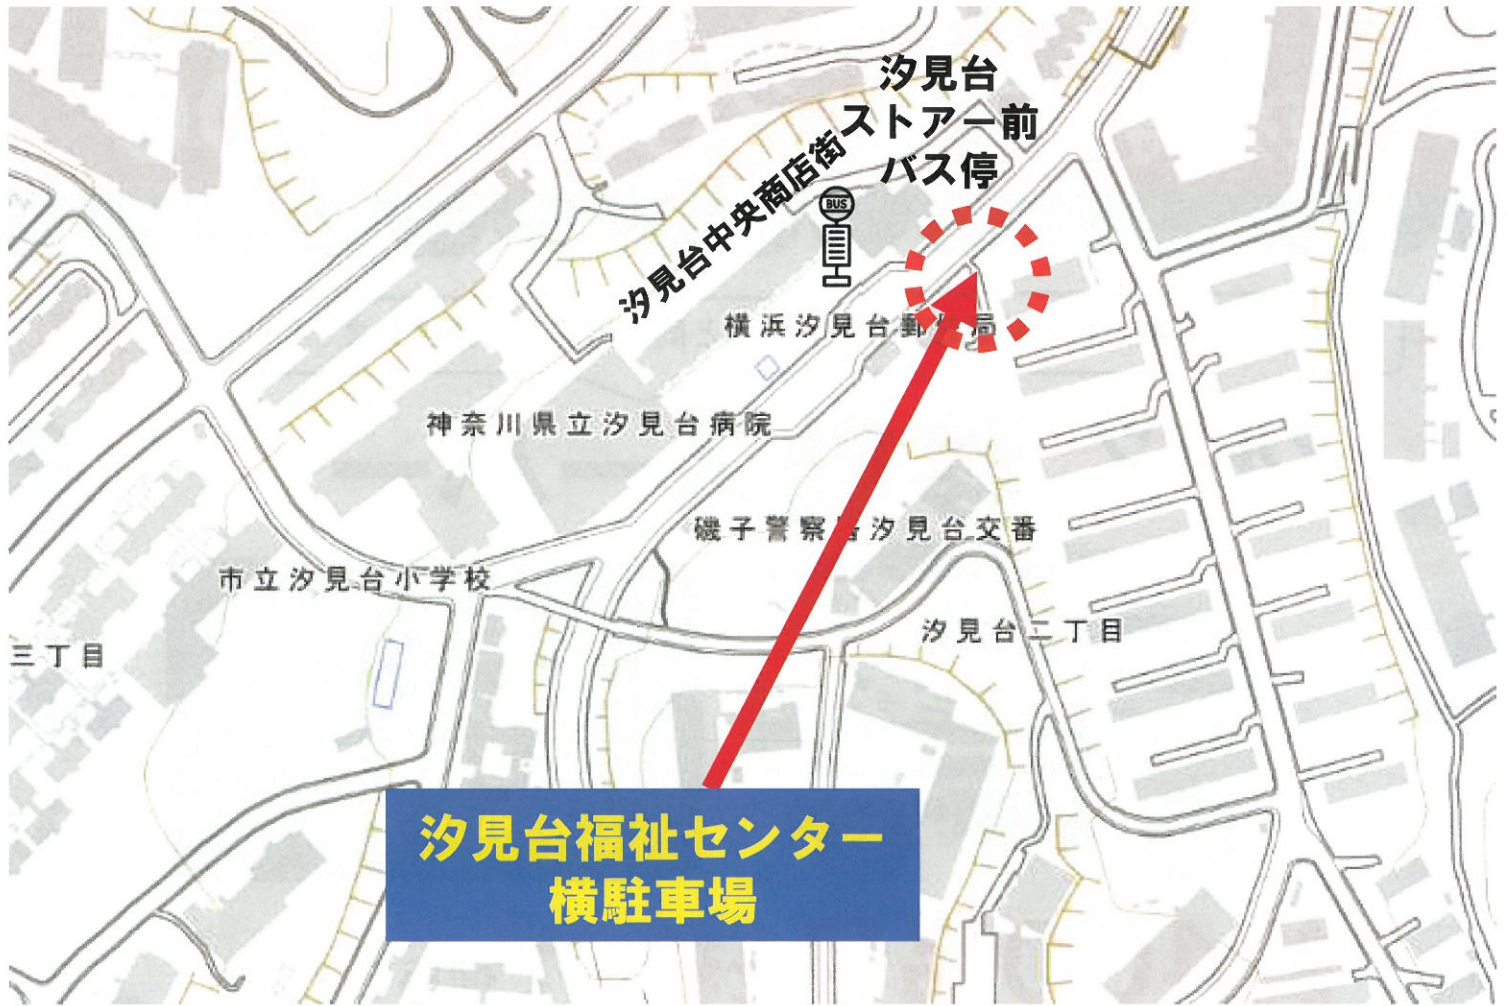 汐見台
ストアー前
バス停
汐見台中央商店街
BUS
横浜汐見台郵 局
神奈川県立汐見台病院
磯子警察 汐見台交番
市立汐見台小学校
汐見台二丁目
三丁目
汐見台福祉センター
横駐車場